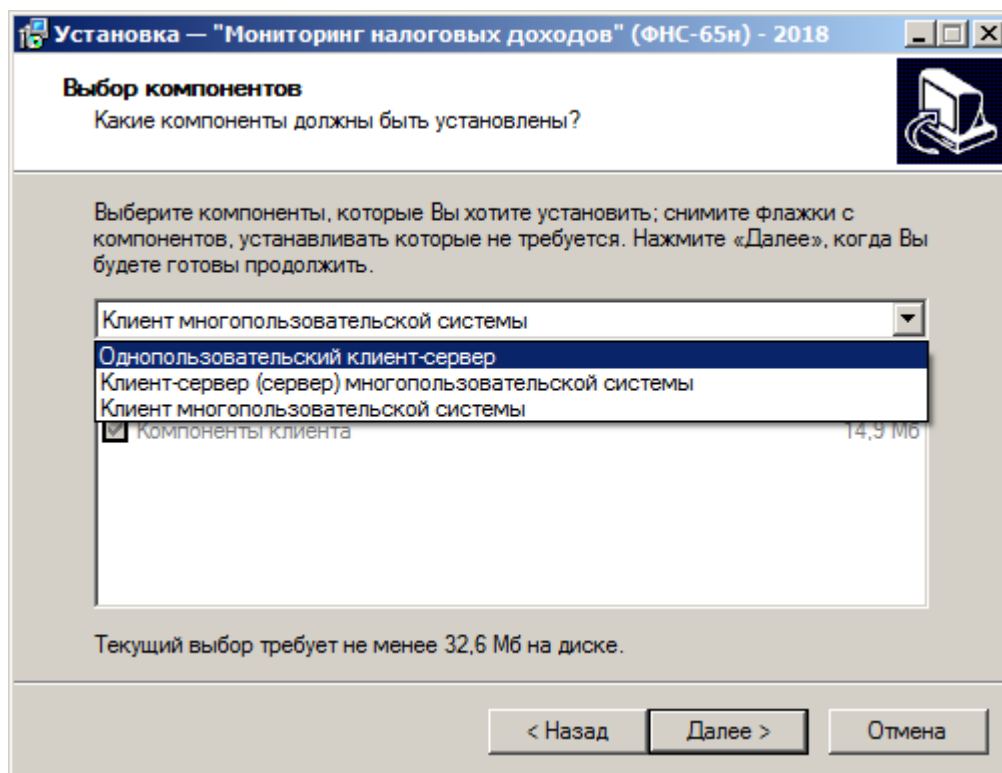 Установка — "Мониторинг налоговых доходов" (ФНС-65н) - 2018
Выбор компонентов
Какие компоненты должны быть установлены?
Выберите компоненты, которые Вы хотите установить; снимите флажки с
компонентов, устанавливать которые не требуется. Нажмите «Далее», когда Вы
будете готовы продолжить.
Клиент многопользовательской системы
Однопользовательский клиент-сервер
Клиент-сервер (сервер) многопользовательской системы
Клиент многопользовательской системы
Компоненты клиента 14,9 Мб
Текущий выбор требует не менее 32,6 Мб на диске.
< Назад Далее > Отмена